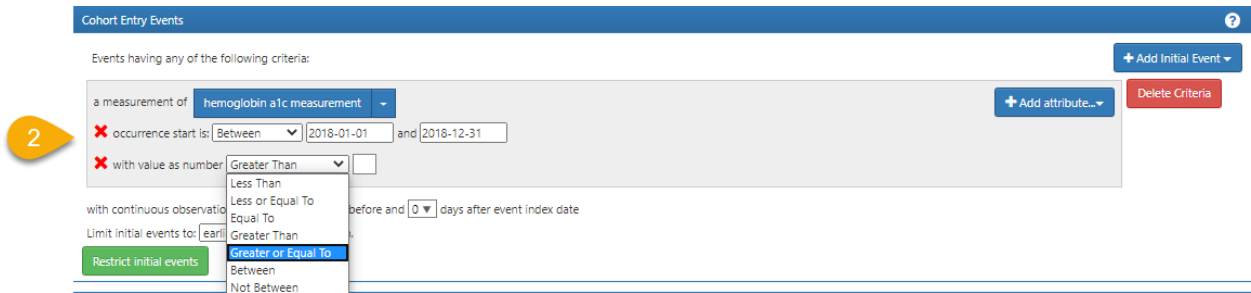 Cohort Entry Events ?
Events having any of the following criteria:
+ Add Initial Event
a measurement of hemoglobin a1c measurement
+ Add attribute...
Delete Criteria
2
occurrence start is: Between 2018-01-01 and 2018-12-31
with value as number Greater Than
Less Than
Less or Equal To
Equal To
Greater Than
Greater or Equal To
Between
Not Between
with continuous observatio before and 0 days after event index date
Limit initial events to: earli
Restrict initial events